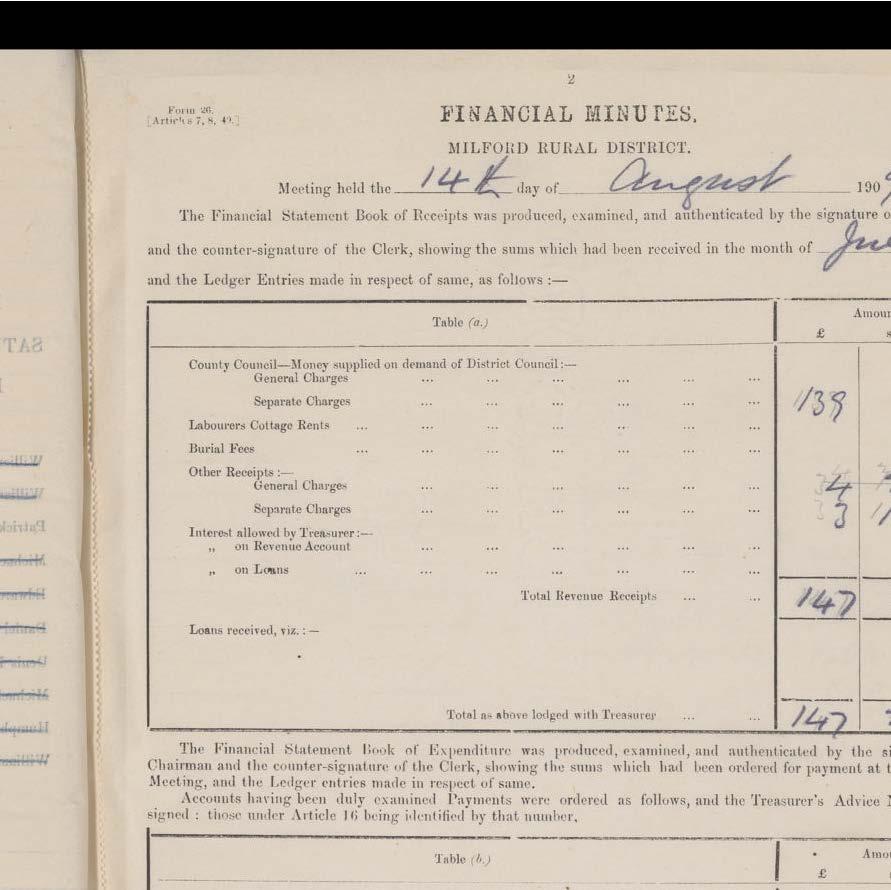 2
Form 26.
[Articles 7, 8, 49.]
FINANCIAL MINUTES.
MILFORD RURAL DISTRICT.
Meeting held the 14th day of August 190
The Financial Statement Book of Receipts was produced, examined, and authenticated by the signature o
and the counter-signature of the Clerk, showing the sums which had been received in the month of
and the Ledger Entries made in respect of same, as follows :—
Table (a.) Amoun
£ s
County Council—Money supplied on demand of District Council:—
General Charges ... ... ... ... ... ...
Separate Charges ... ... ... ... ... ... 139
Labourers Cottage Rents ... ... ... ... ... ... ...
Burial Fees ... ... ... ... ... ... ...
Other Receipts :—
General Charges ... ... ... ... ... ... 4
Separate Charges ... ... ... ... ... ... 3 11
Interest allowed by Treasurer:—
„ on Revenue Account ... ... ... ... ... ...
„ on Loans ... ... ... ... ... ... ...
Total Revenue Receipts ... ... 147
Loans received, viz. :—
Total as above lodged with Treasurer ... ... 147
The Financial Statement Book of Expenditure was produced, examined, and authenticated by the si
Chairman and the counter-signature of the Clerk, showing the sums which had been ordered for payment at t
Meeting, and the Ledger entries made in respect of same.
Accounts having been duly examined Payments were ordered as follows, and the Treasurer's Advice N
signed : those under Article 16 being identified by that number.
Table (b.) Amou
£